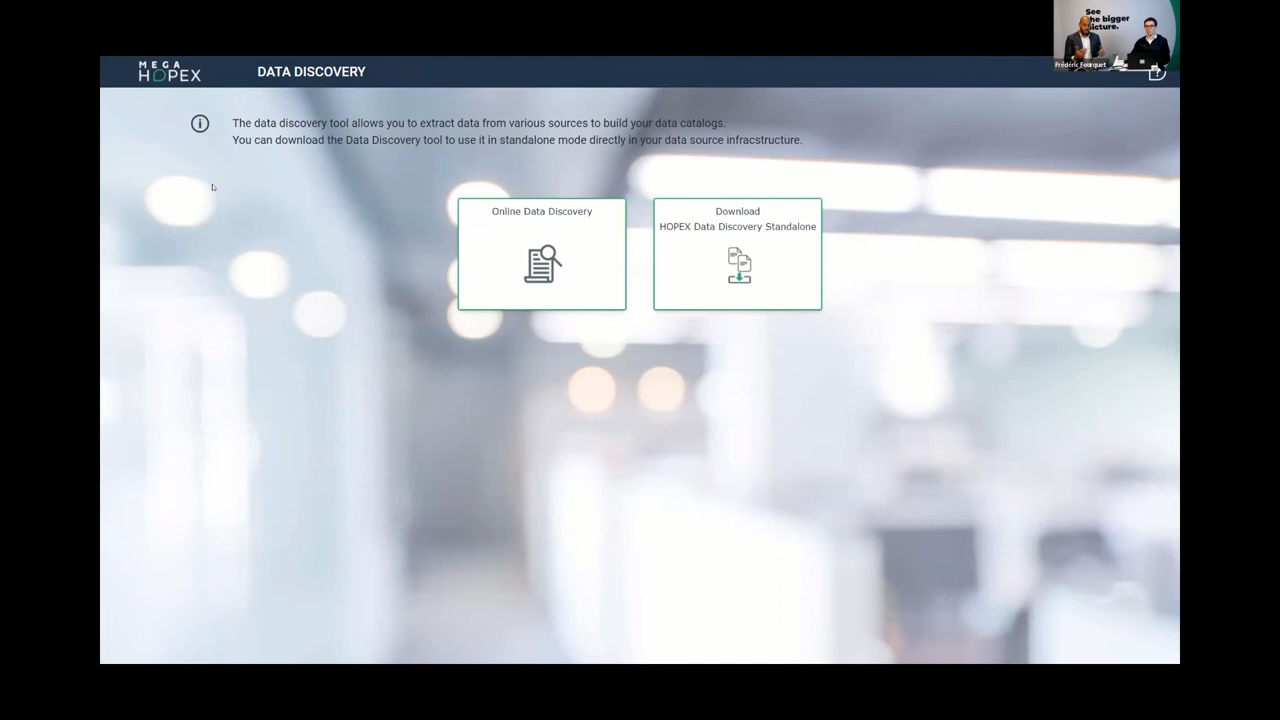 MEGA
HOPEX
DATA DISCOVERY
See
the bigger
picture.
Frédéric Fourquet
?
The data discovery tool allows you to extract data from various sources to build your data catalogs.
You can download the Data Discovery tool to use it in standalone mode directly in your data source infracstructure.
Online Data Discovery
Download
HOPEX Data Discovery Standalone